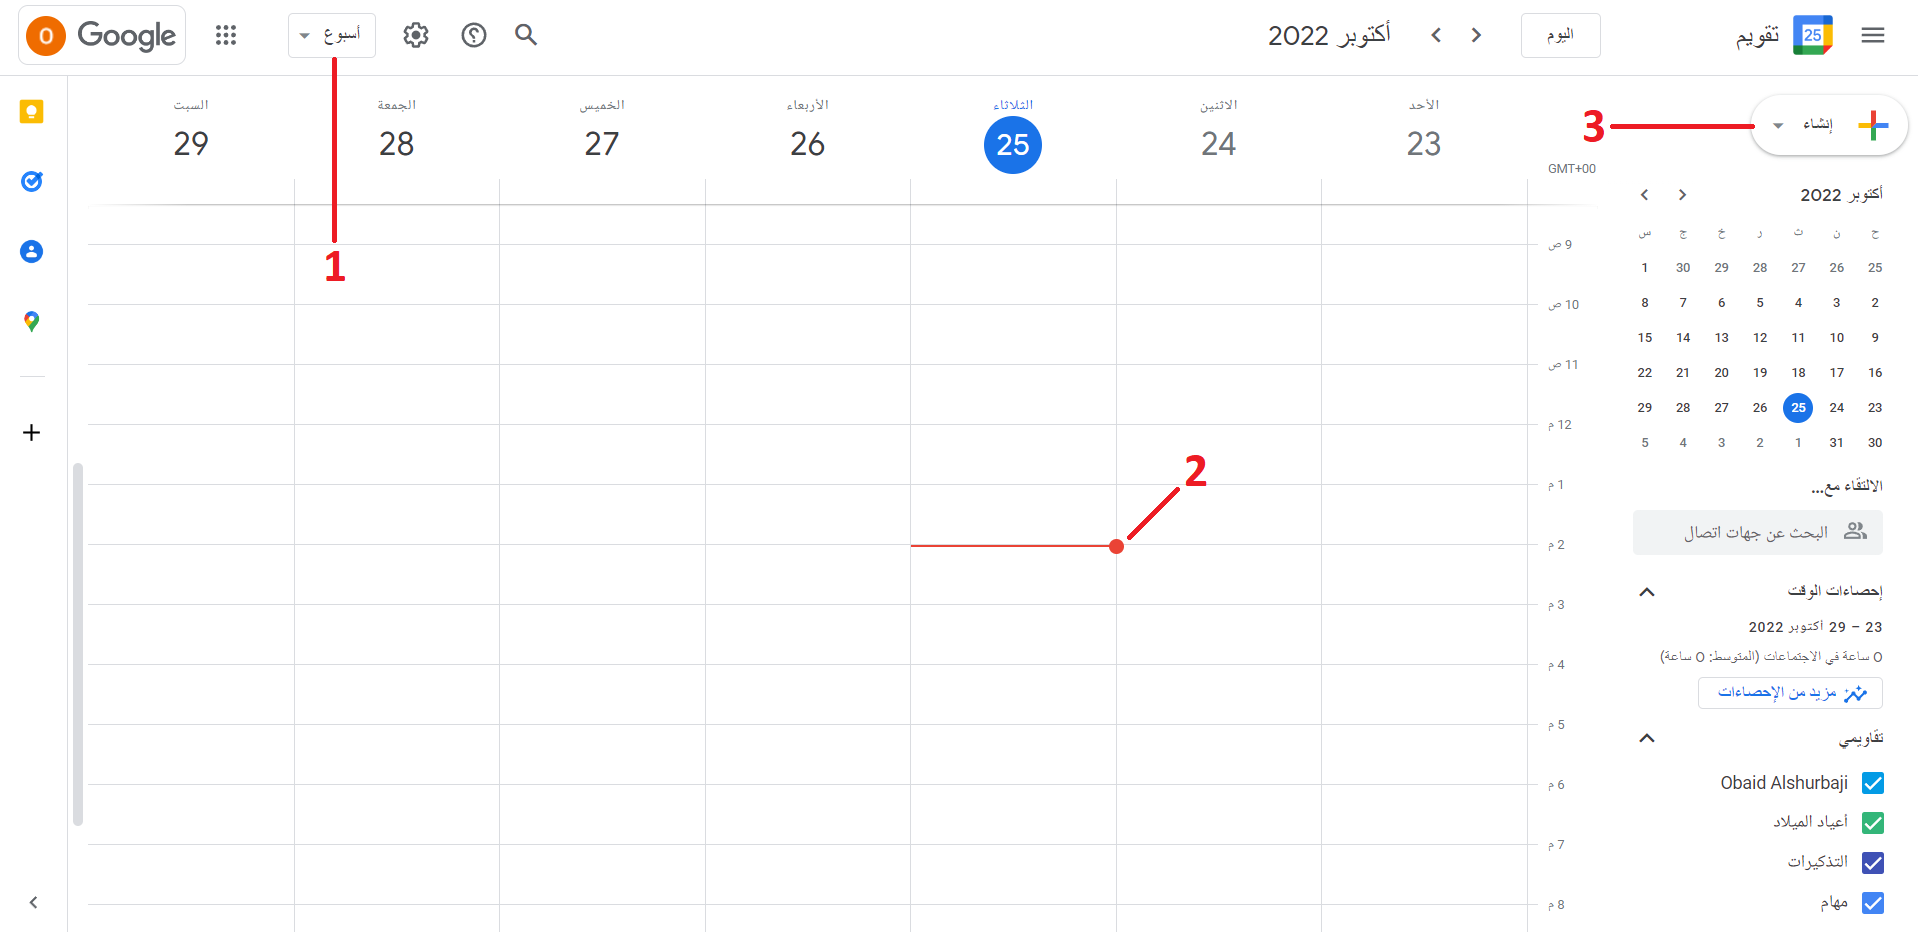 تقويم
25
اليوم
أكتوبر 2022
أسبوع
Google
O
إنشاء
3
1
2
الأحد
23
الاثنين
24
الثلاثاء
25
الأربعاء
26
الخميس
27
الجمعة
28
السبت
29
GMT+00
9 ص
10 ص
11 ص
12 م
1 م
2 م
3 م
4 م
5 م
6 م
7 م
8 م
أكتوبر 2022
ح ن ث ر خ ج س
25 26 27 28 29 30 1
2 3 4 5 6 7 8
9 10 11 12 13 14 15
16 17 18 19 20 21 22
23 24 25 26 27 28 29
30 31 1 2 3 4 5
الالتقاء مع...
البحث عن جهات اتصال
إحصاءات الوقت
23 – 29 أكتوبر 2022
0 ساعة في الاجتماعات (المتوسط: 0 ساعة)
مزيد من الإحصاءات
تقاويمي
Obaid Alshurbaji
أعياد الميلاد
التذكيرات
مهام